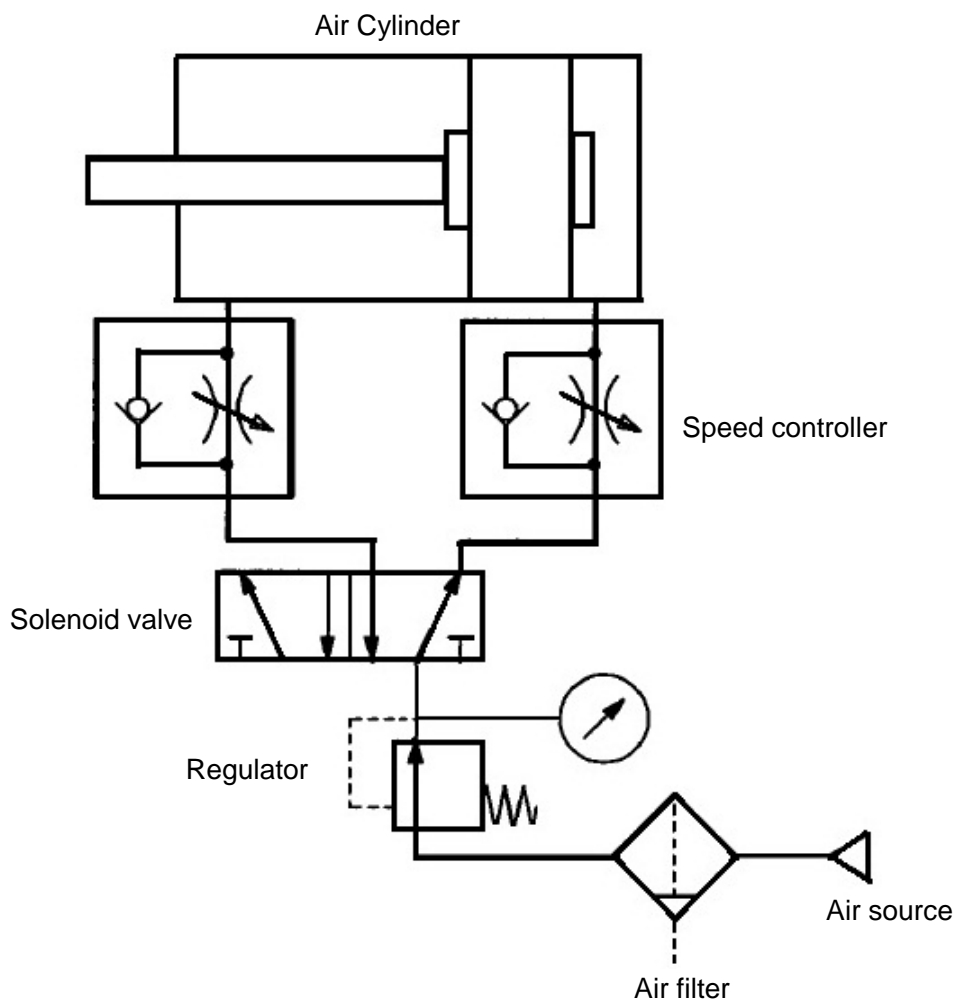 Air Cylinder
Speed controller
Solenoid valve
Regulator
Air source
Air filter